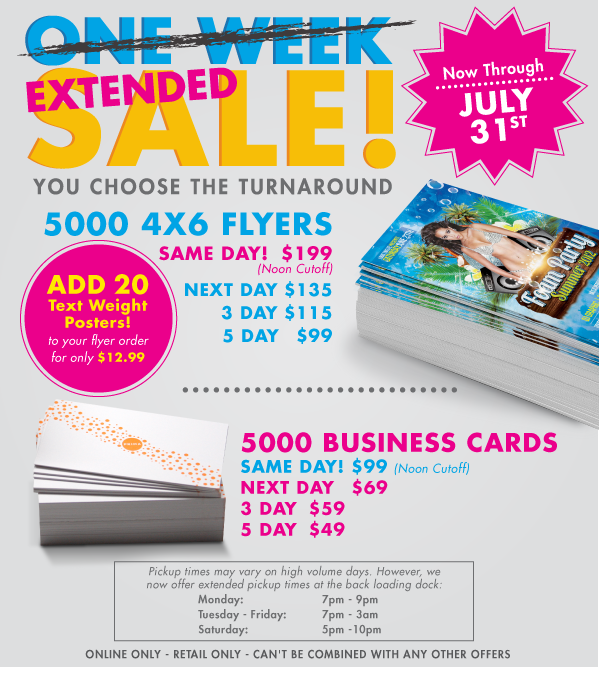 ONE WEEK
EXTENDED
SALE!
Now Through
JULY
31ST
YOU CHOOSE THE TURNAROUND
5000 4X6 FLYERS
SAME DAY! $199
(Noon Cutoff)
NEXT DAY $135
3 DAY $115
5 DAY $99
ADD 20
Text Weight
Posters!
to your flyer order
for only $12.99
Foam Party
Summer 2012
5000 BUSINESS CARDS
SAME DAY! $99 (Noon Cutoff)
NEXT DAY $69
3 DAY $59
5 DAY $49
Pickup times may vary on high volume days. However, we
now offer extended pickup times at the back loading dock:
Monday: 7pm - 9pm
Tuesday - Friday: 7pm - 3am
Saturday: 5pm -10pm
ONLINE ONLY - RETAIL ONLY - CAN'T BE COMBINED WITH ANY OTHER OFFERS